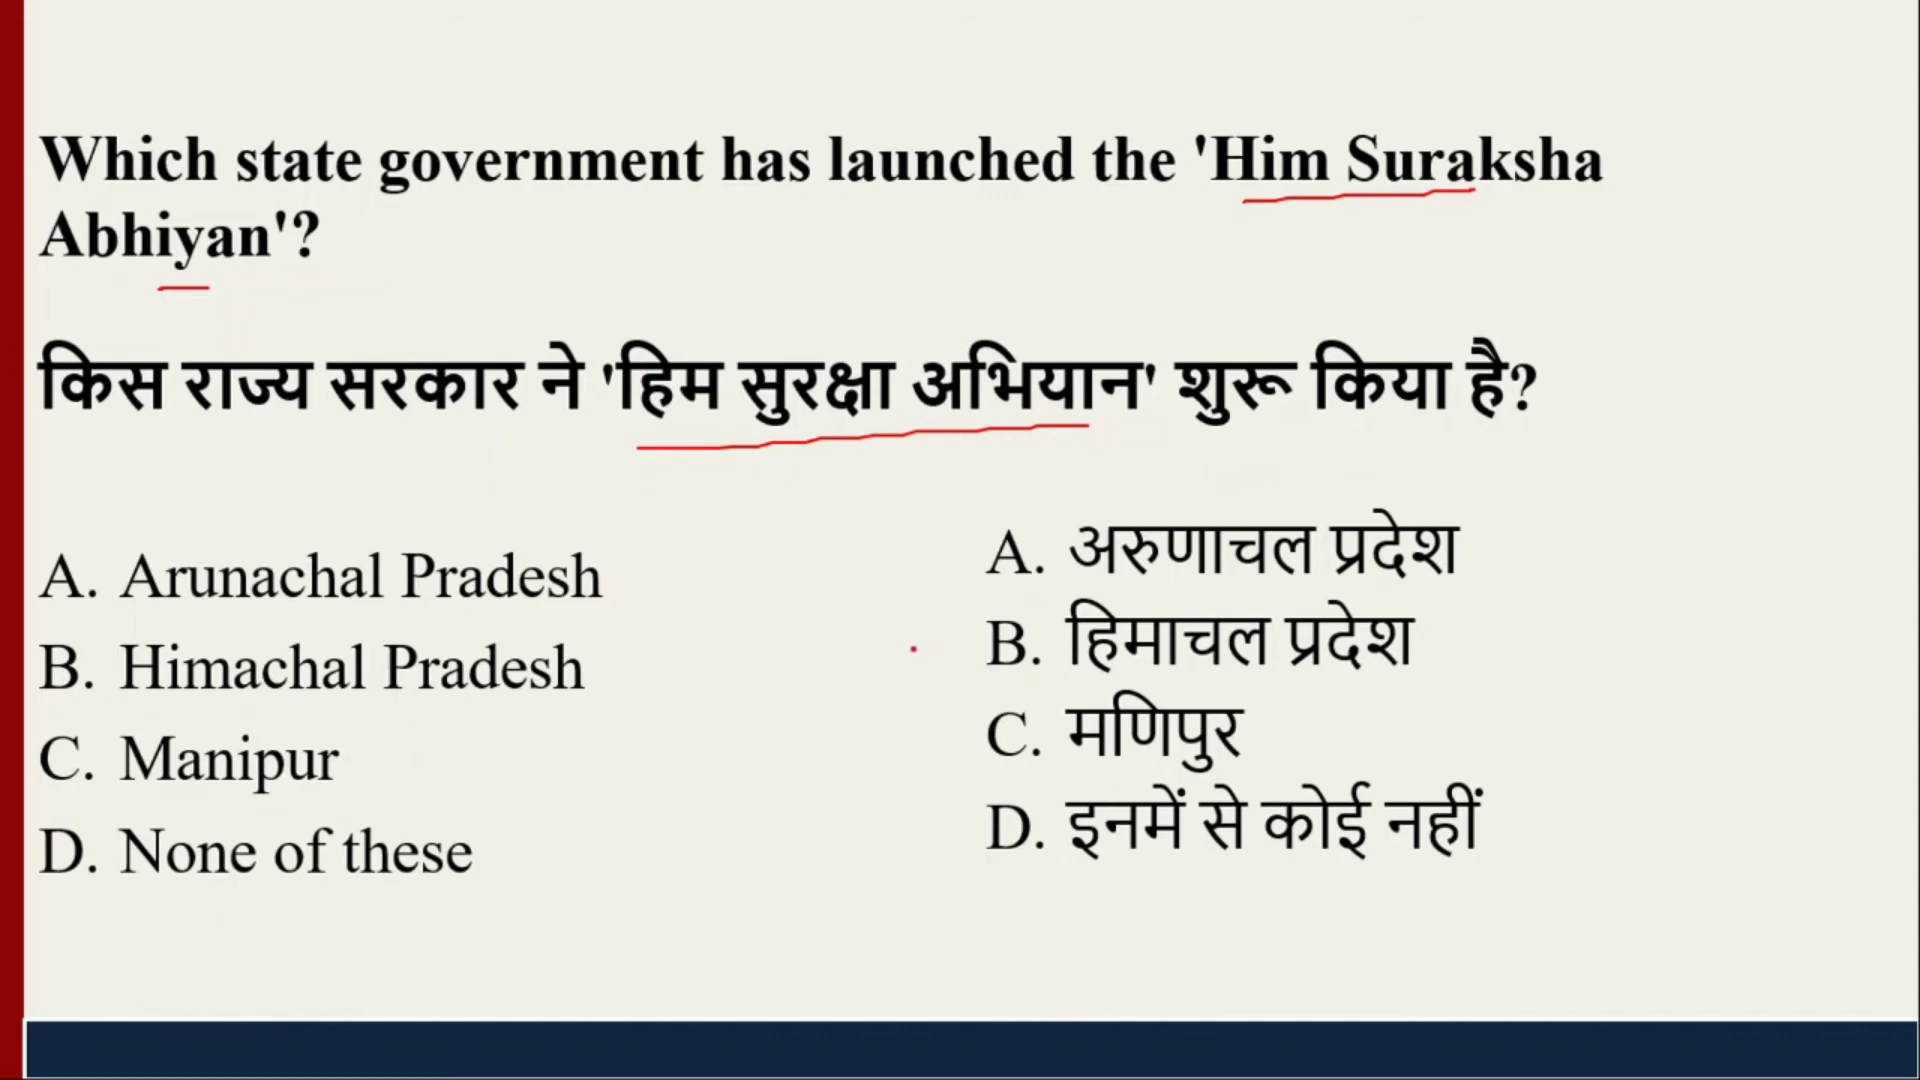 Which state government has launched the 'Him Suraksha
Abhiyan'?
किस राज्य सरकार ने 'हिम सुरक्षा अभियान' शुरू किया है?
A. Arunachal Pradesh
B. Himachal Pradesh
C. Manipur
D. None of these
A. अरुणाचल प्रदेश
B. हिमाचल प्रदेश
C. मणिपुर
D. इनमें से कोई नहीं